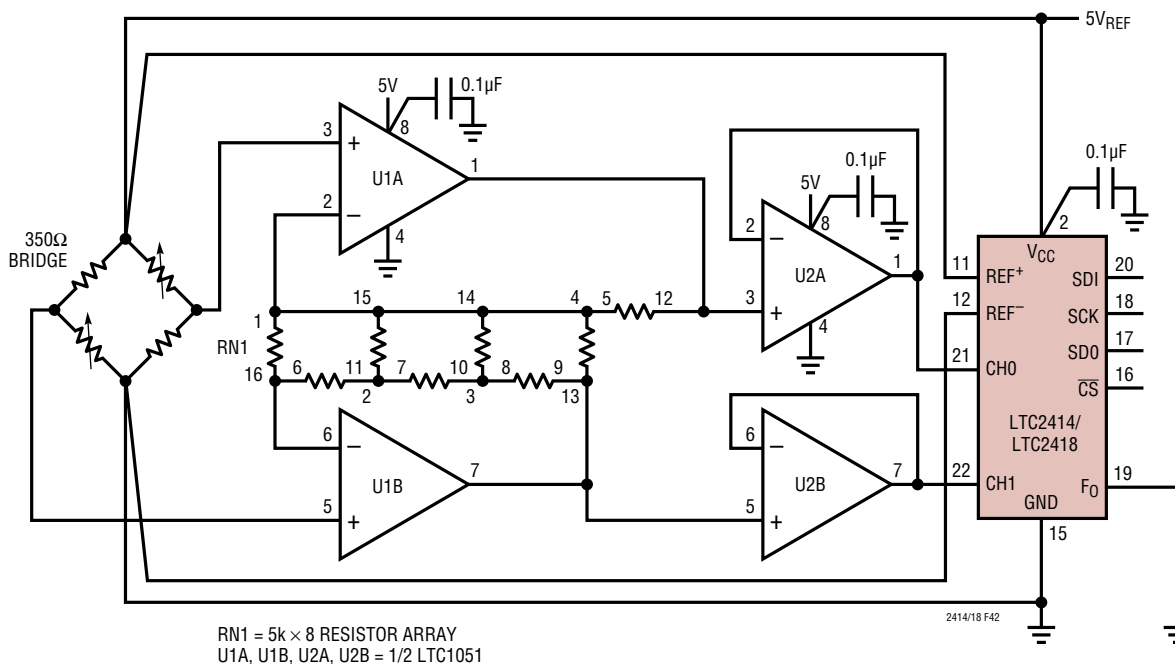 5VREF
5V
0.1µF
3
8
1
U1A
2
4
350Ω
BRIDGE
5V
0.1µF
0.1µF
2
8
1
U2A
3
4
2
VCC
11
REF+
12
REF−
21
CH0
22
CH1
SDI
20
SCK
18
SD0
17
CS
16
LTC2414/
LTC2418
19
FO
GND
15
15
14
4
5
12
1
RN1
16
6
11
7
10
8
9
2
3
13
6
7
U1B
5
6
7
U2B
5
2414/18 F42
RN1 = 5k × 8 RESISTOR ARRAY
U1A, U1B, U2A, U2B = 1/2 LTC1051